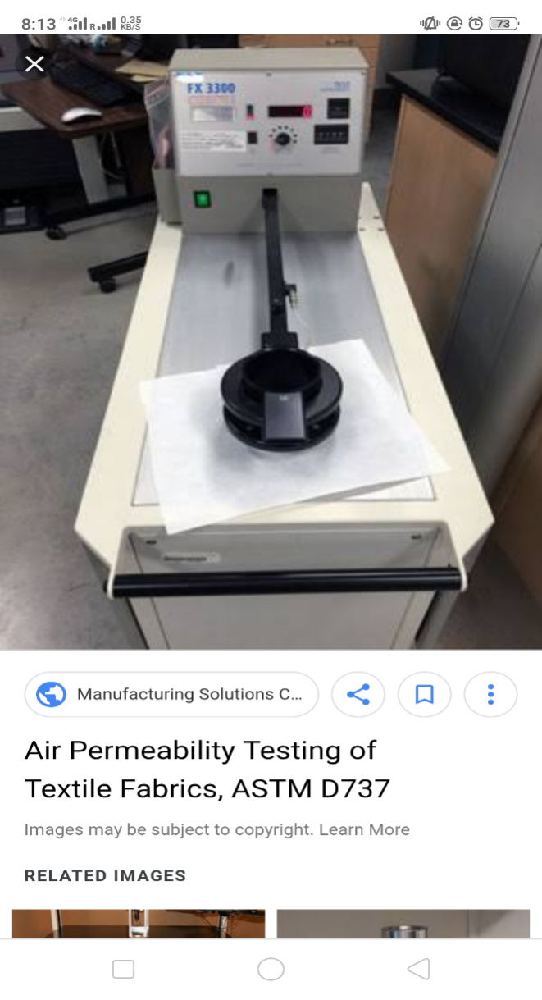 8:13 4G R 0.35 KB/S 73
FX 3300
Manufacturing Solutions C...
Air Permeability Testing of
Textile Fabrics, ASTM D737
Images may be subject to copyright. Learn More
RELATED IMAGES